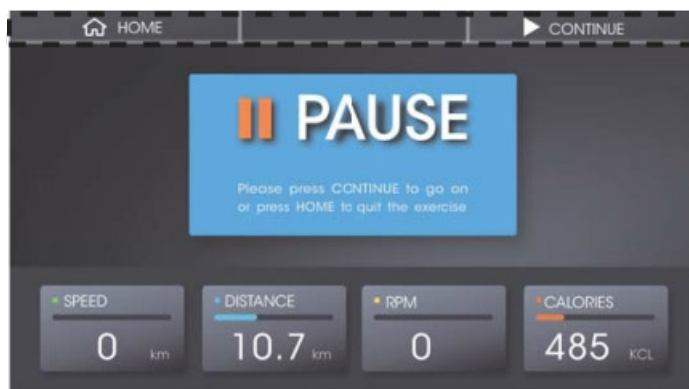 HOME
CONTINUE
PAUSE
Please press CONTINUE to go on
or press HOME to quit the exercise
SPEED
DISTANCE
RPM
CALORIES
0 km
10.7 km
0
485 KCL